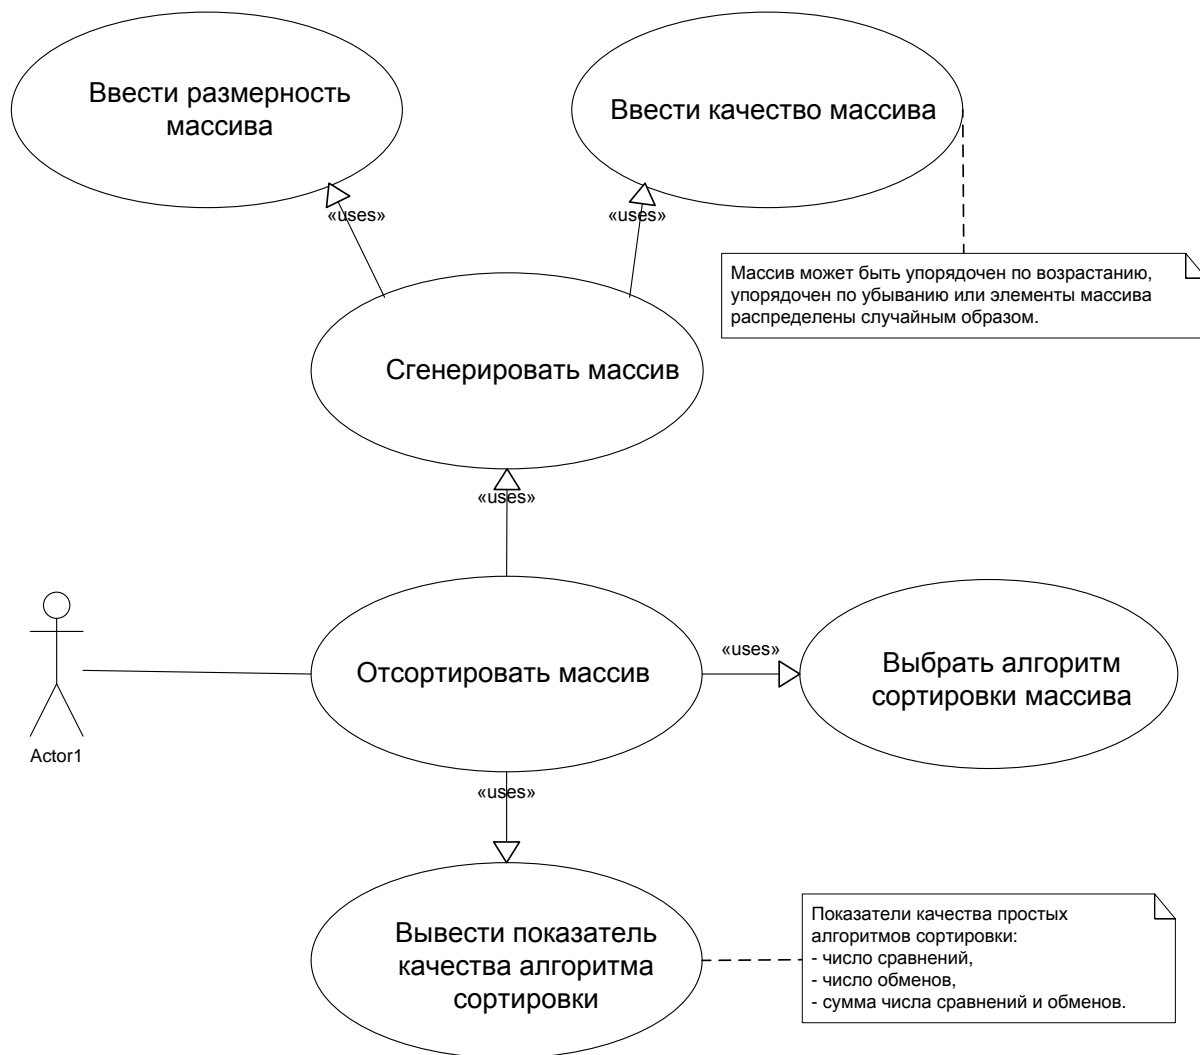 Ввести размерность
массива
Ввести качество массива
«uses»
«uses»
Массив может быть упорядочен по возрастанию,
упорядочен по убыванию или элементы массива
распределены случайным образом.
Сгенерировать массив
«uses»
Отсортировать массив
«uses»
Выбрать алгоритм
сортировки массива
Actor1
«uses»
Вывести показатель
качества алгоритма
сортировки
Показатели качества простых
алгоритмов сортировки:
- число сравнений,
- число обменов,
- сумма числа сравнений и обменов.